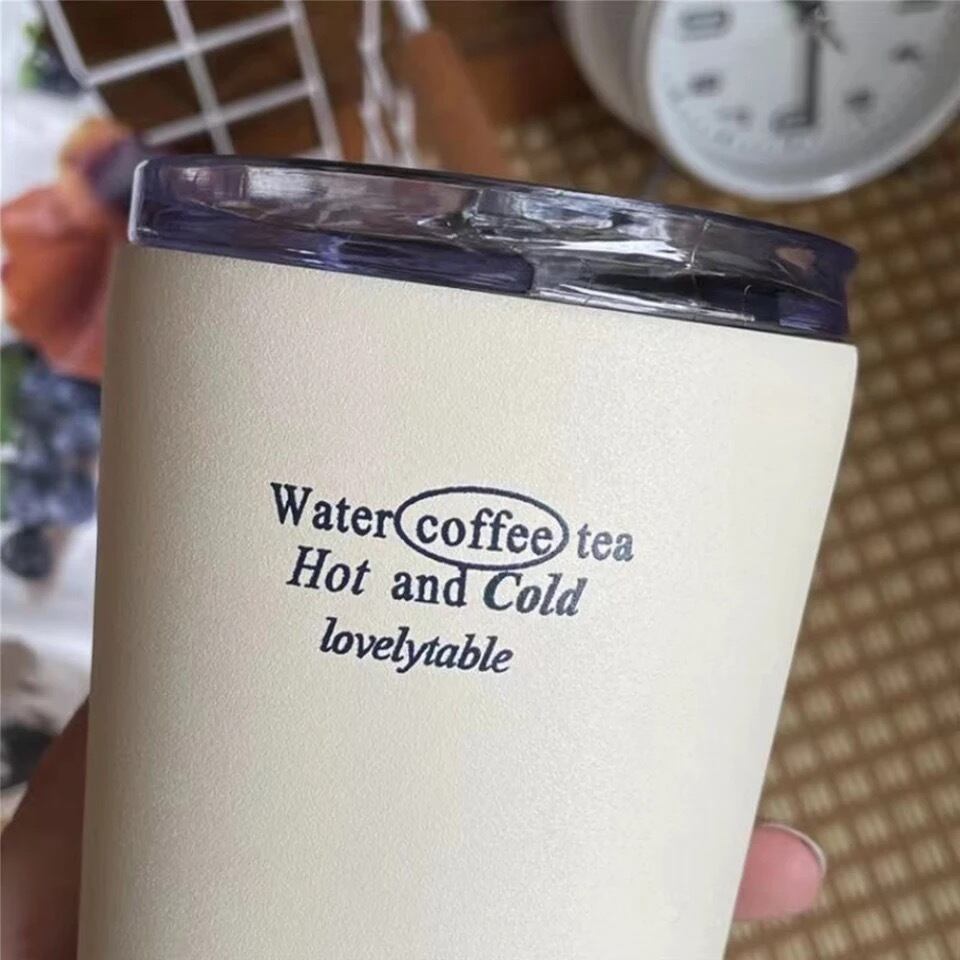 Water coffee tea
Hot and Cold
lovelytable